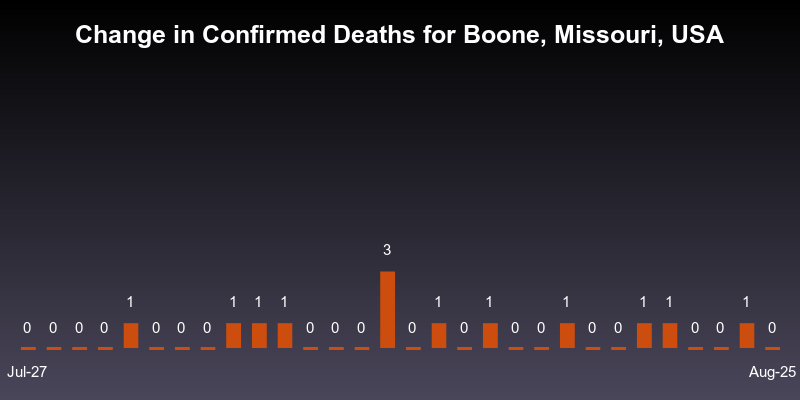 Change in Confirmed Deaths for Boone, Missouri, USA
3
1 1 1 1 1 1 1 1 1 1
0 0 0 0 0 0 0 0 0 0 0 0 0 0 0 0 0 0 0
Jul-27 Aug-25